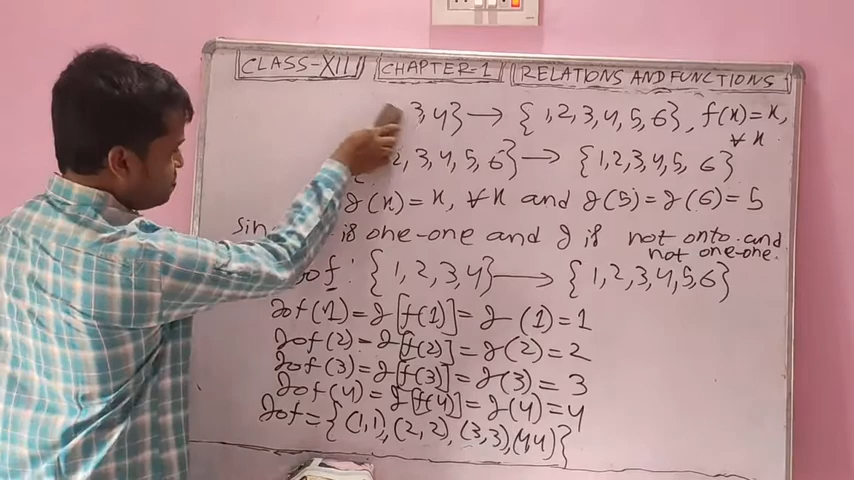 CLASS-XII CHAPTER-1 RELATIONS AND FUNCTIONS
3,4} → {1,2,3,4,5,6}, f(x)=x,
∀x
2,3,4,5,6} → {1,2,3,4,5,6}
g(x)=x, ∀x and g(5)=g(6)=5
is one-one and g is not onto and
not one-one.
gof: {1,2,3,4} → {1,2,3,4,5,6}
gof(1)=g[f(1)]=g(1)=1
gof(2)=g[f(2)]=g(2)=2
gof(3)=g[f(3)]=g(3)=3
gof(4)=g[f(4)]=g(4)=4
gof={(1,1),(2,2),(3,3)(4,4)}